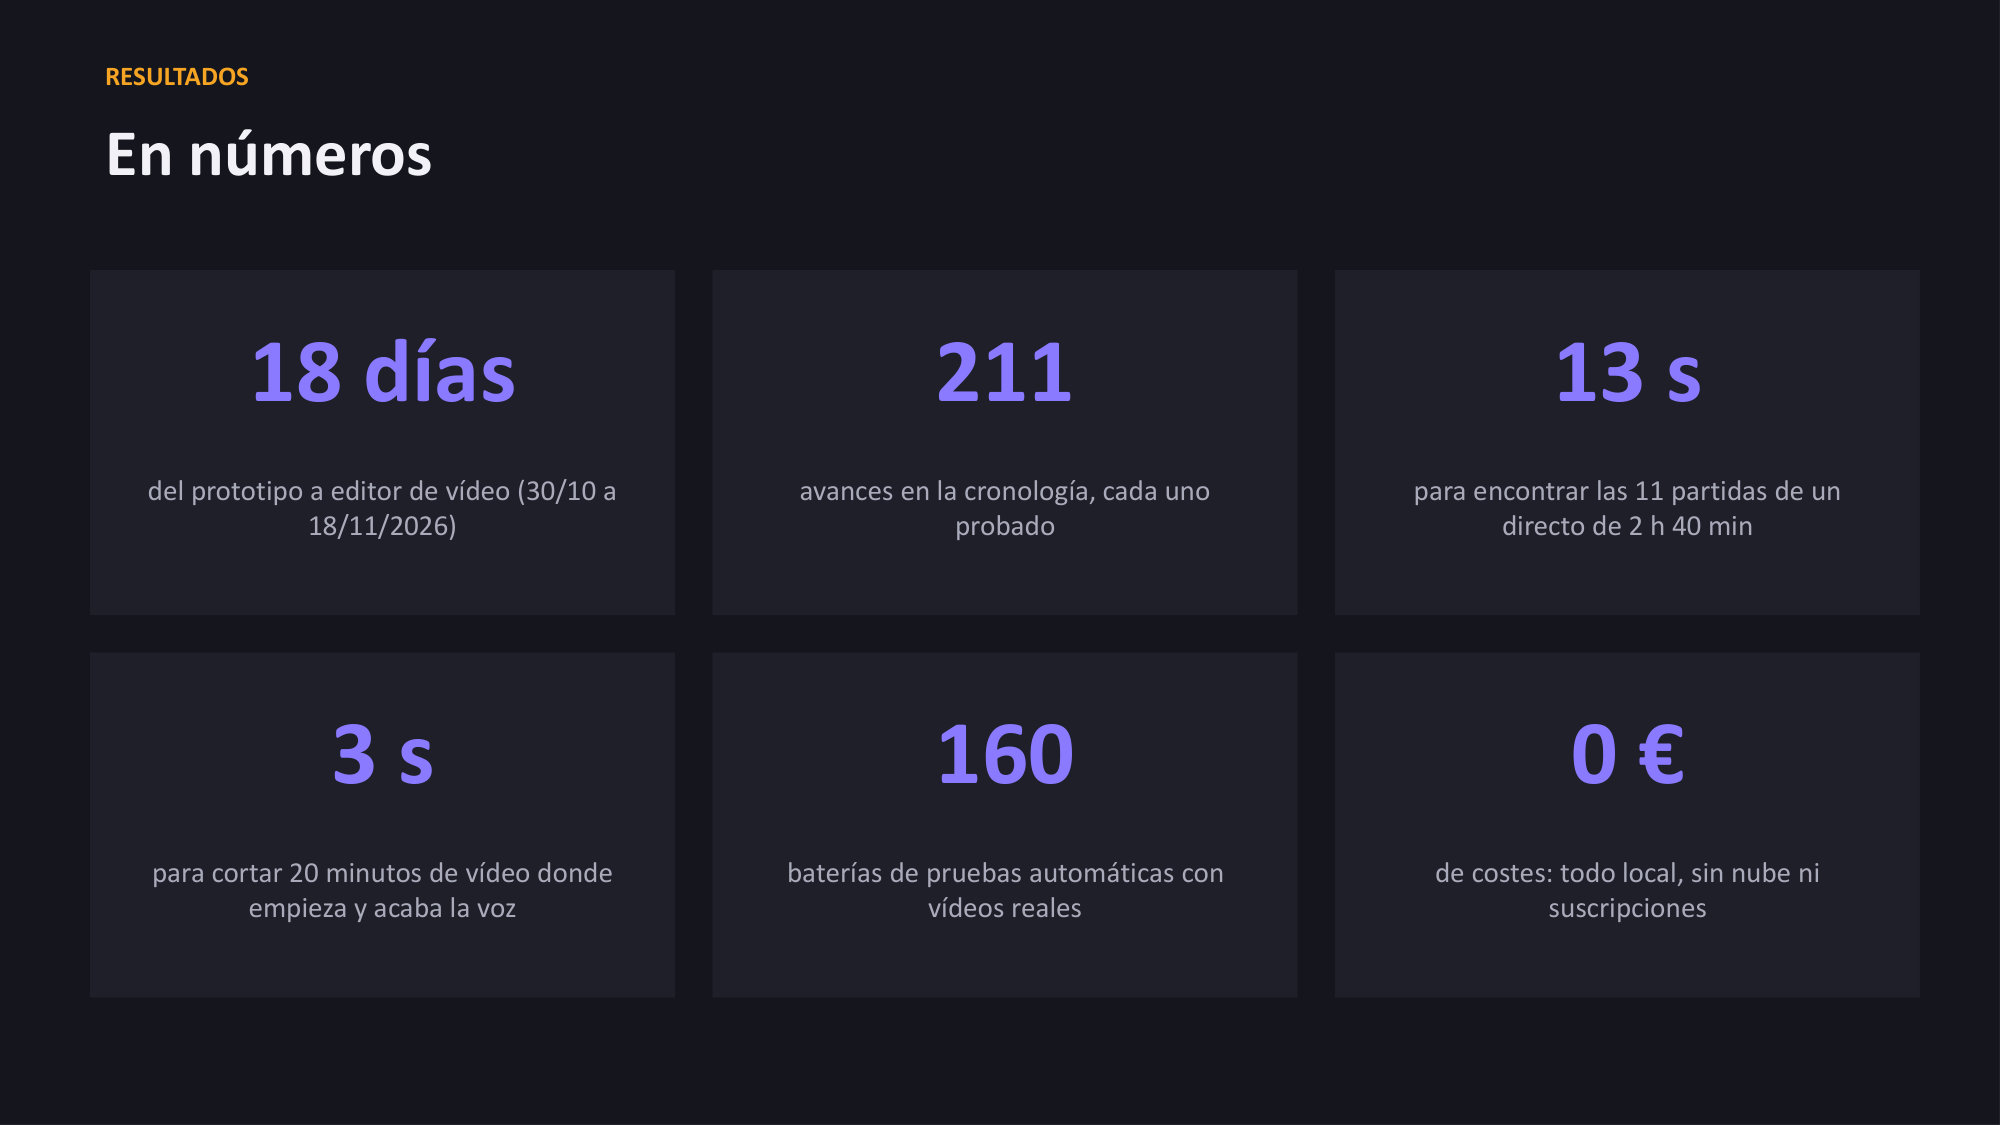 RESULTADOS
En números
18 días
del prototipo a editor de vídeo (30/10 a
18/11/2026)
211
avances en la cronología, cada uno
probado
13 s
para encontrar las 11 partidas de un
directo de 2 h 40 min
3 s
para cortar 20 minutos de vídeo donde
empieza y acaba la voz
160
baterías de pruebas automáticas con
vídeos reales
0 €
de costes: todo local, sin nube ni
suscripciones